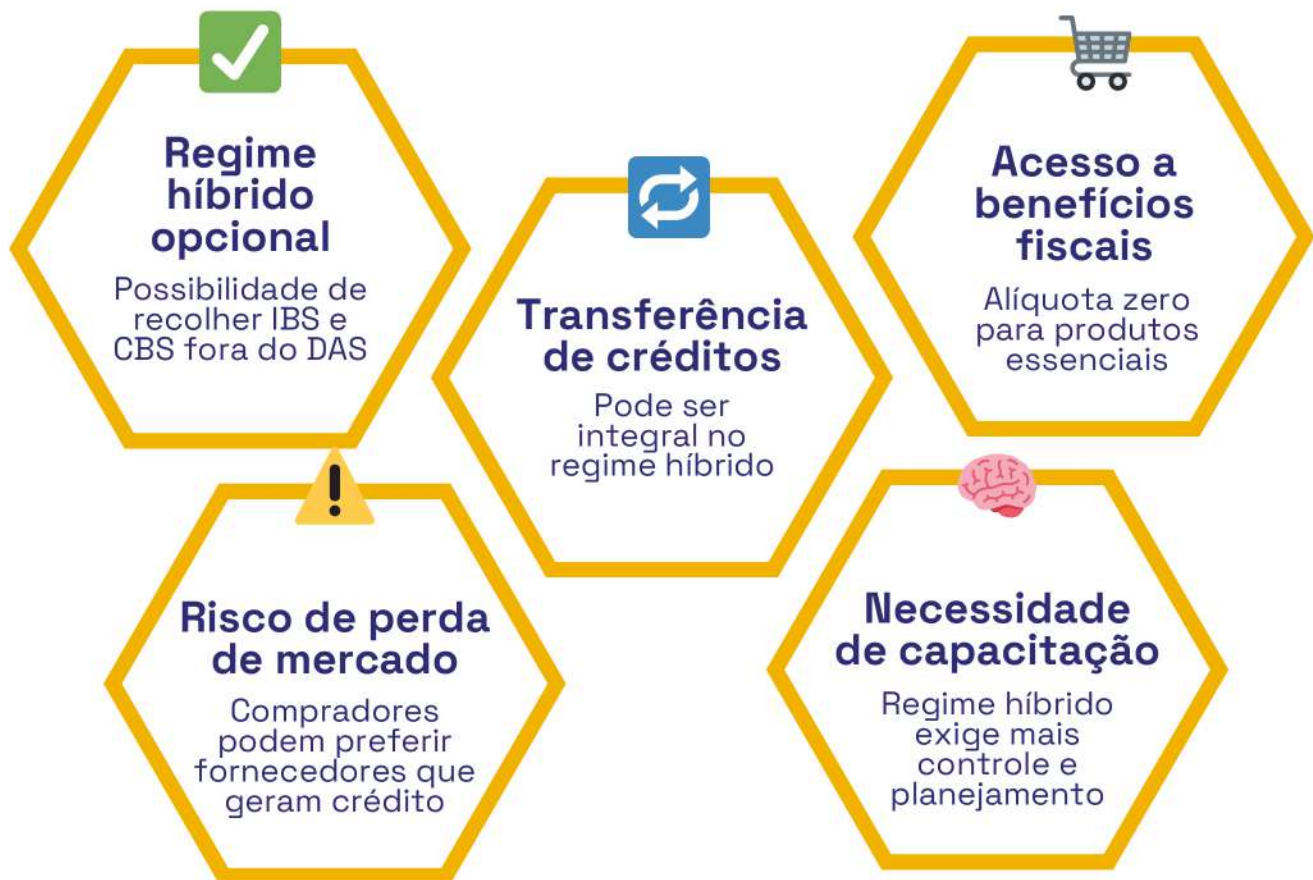 Regime
híbrido
opcional
Possibilidade de
recolher IBS e
CBS fora do DAS
Transferência
de créditos
Pode ser
integral no
regime híbrido
Acesso a
benefícios
fiscais
Alíquota zero
para produtos
essenciais
Risco de perda
de mercado
Compradores
podem preferir
fornecedores que
geram crédito
Necessidade
de capacitação
Regime híbrido
exige mais
controle e
planejamento